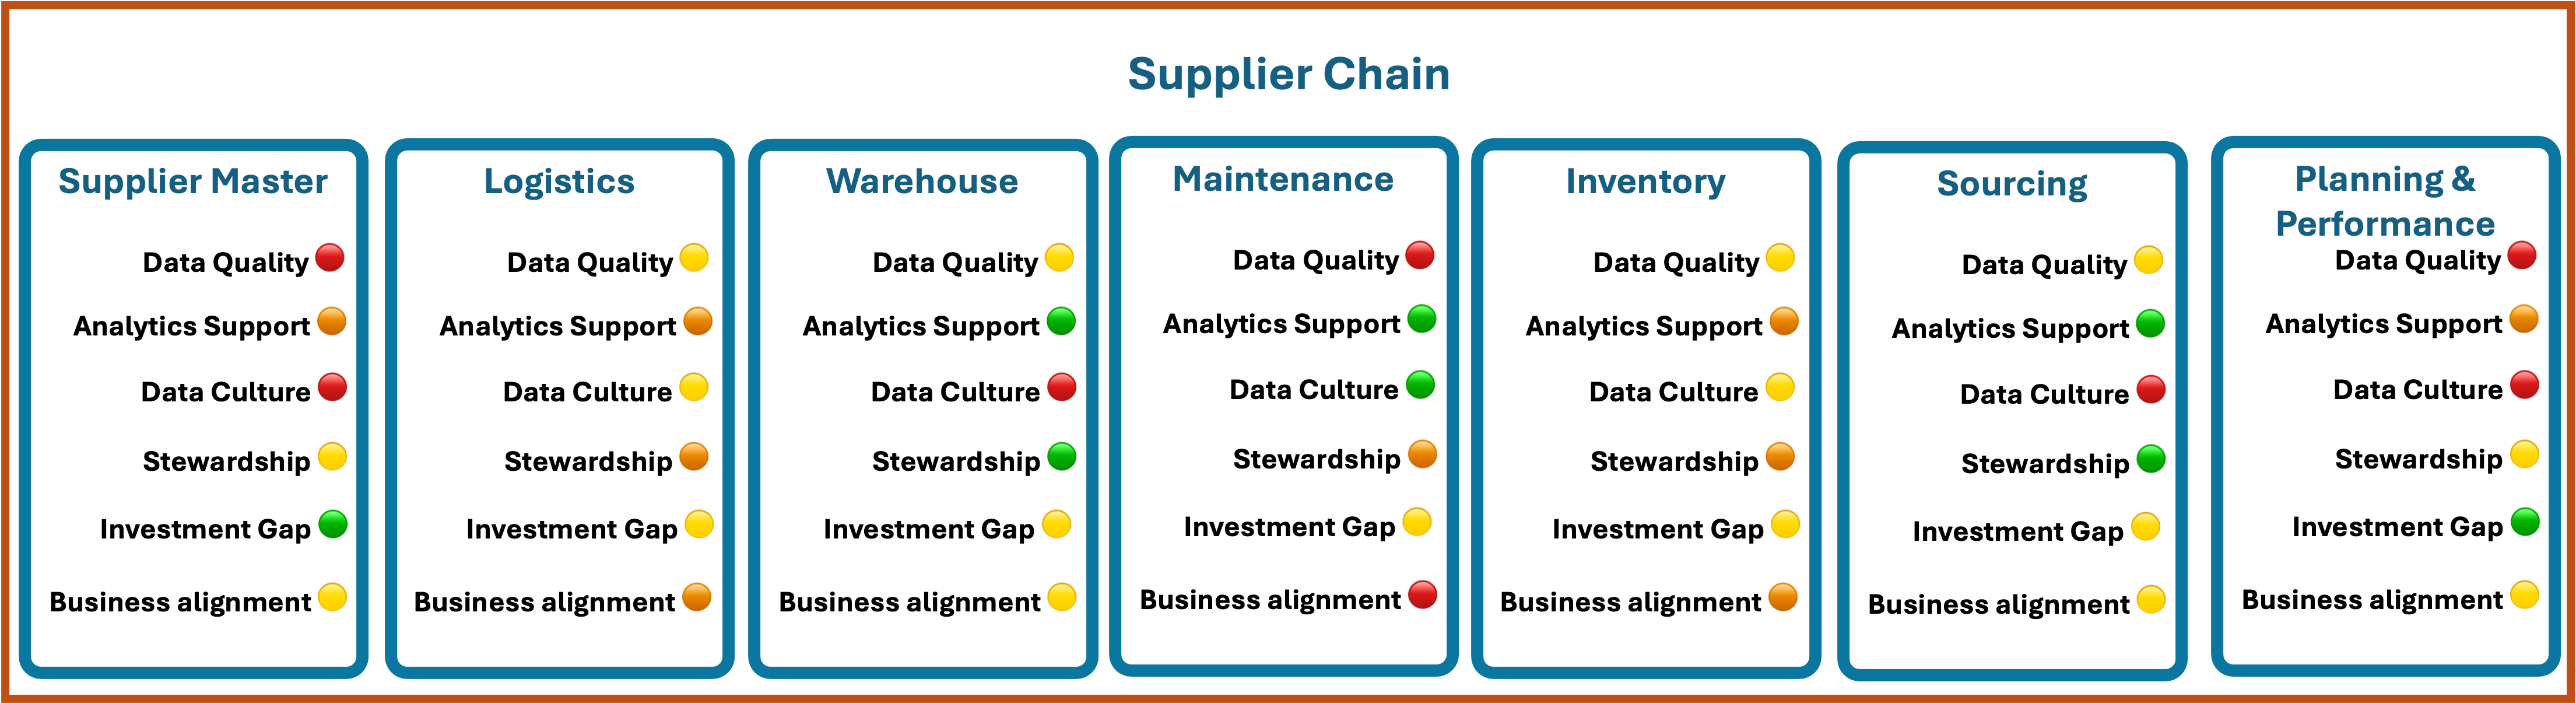 Supplier Chain
Supplier Master
Data Quality
Analytics Support
Data Culture
Stewardship
Investment Gap
Business alignment
Logistics
Data Quality
Analytics Support
Data Culture
Stewardship
Investment Gap
Business alignment
Warehouse
Data Quality
Analytics Support
Data Culture
Stewardship
Investment Gap
Business alignment
Maintenance
Data Quality
Analytics Support
Data Culture
Stewardship
Investment Gap
Business alignment
Inventory
Data Quality
Analytics Support
Data Culture
Stewardship
Investment Gap
Business alignment
Sourcing
Data Quality
Analytics Support
Data Culture
Stewardship
Investment Gap
Business alignment
Planning &
Performance
Data Quality
Analytics Support
Data Culture
Stewardship
Investment Gap
Business alignment